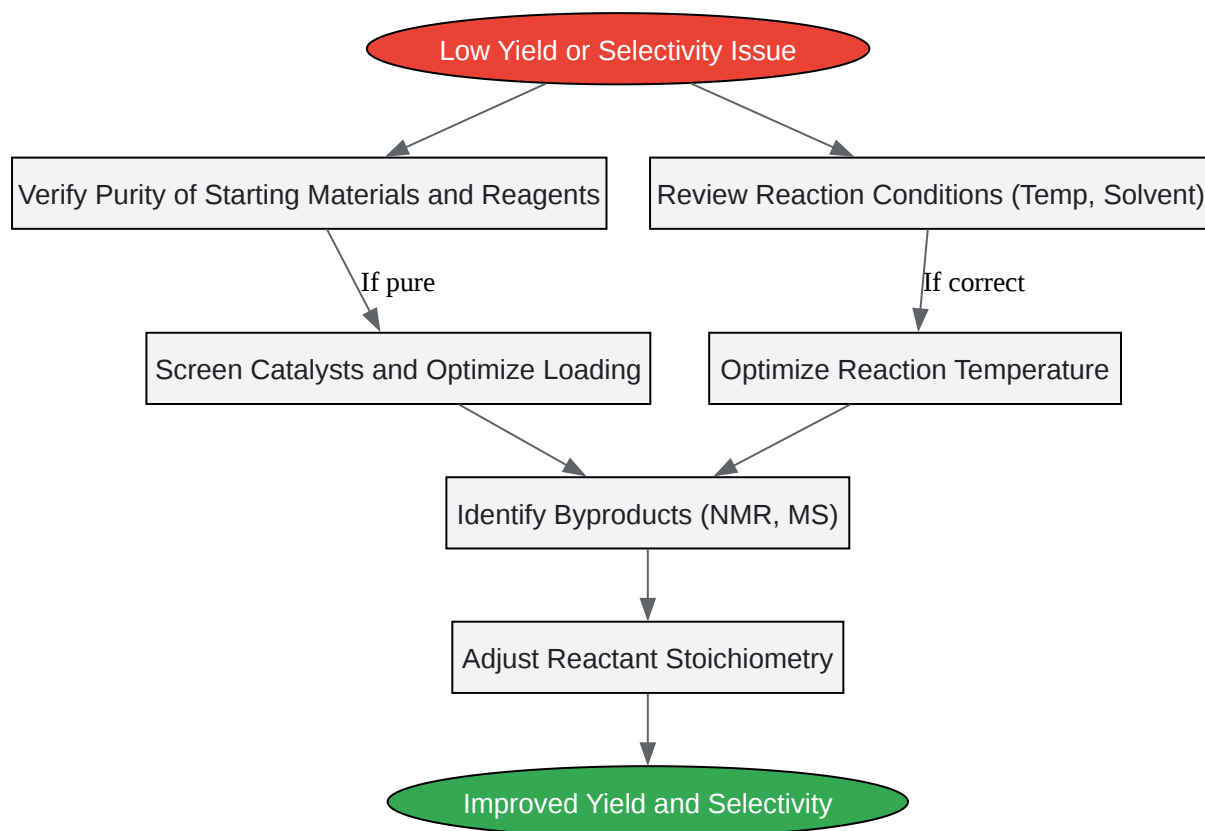 Low Yield or Selectivity Issue
Verify Purity of Starting Materials and Reagents
Review Reaction Conditions (Temp, Solvent)
If pure
If correct
Screen Catalysts and Optimize Loading
Optimize Reaction Temperature
Identify Byproducts (NMR, MS)
Adjust Reactant Stoichiometry
Improved Yield and Selectivity